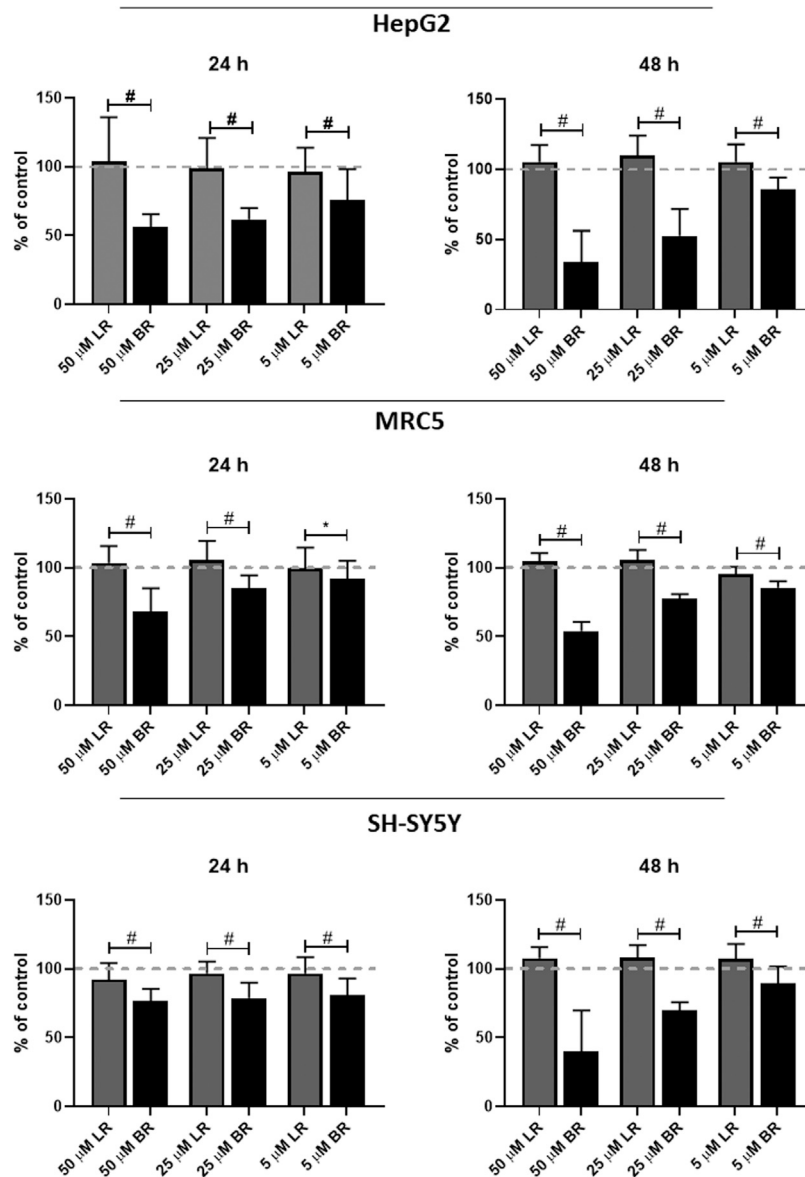 HepG2
24 h
% of control
150
100
50
0
#
#
#
50 μM LR
50 μM BR
25 μM LR
25 μM BR
5 μM LR
5 μM BR
48 h
% of control
150
100
50
0
#
#
#
50 μM LR
50 μM BR
25 μM LR
25 μM BR
5 μM LR
5 μM BR
MRC5
24 h
% of control
150
100
50
0
#
#
*
50 μM LR
50 μM BR
25 μM LR
25 μM BR
5 μM LR
5 μM BR
48 h
% of control
150
100
50
0
#
#
#
50 μM LR
50 μM BR
25 μM LR
25 μM BR
5 μM LR
5 μM BR
SH-SY5Y
24 h
% of control
150
100
50
0
#
#
#
50 μM LR
50 μM BR
25 μM LR
25 μM BR
5 μM LR
5 μM BR
48 h
% of control
150
100
50
0
#
#
#
50 μM LR
50 μM BR
25 μM LR
25 μM BR
5 μM LR
5 μM BR